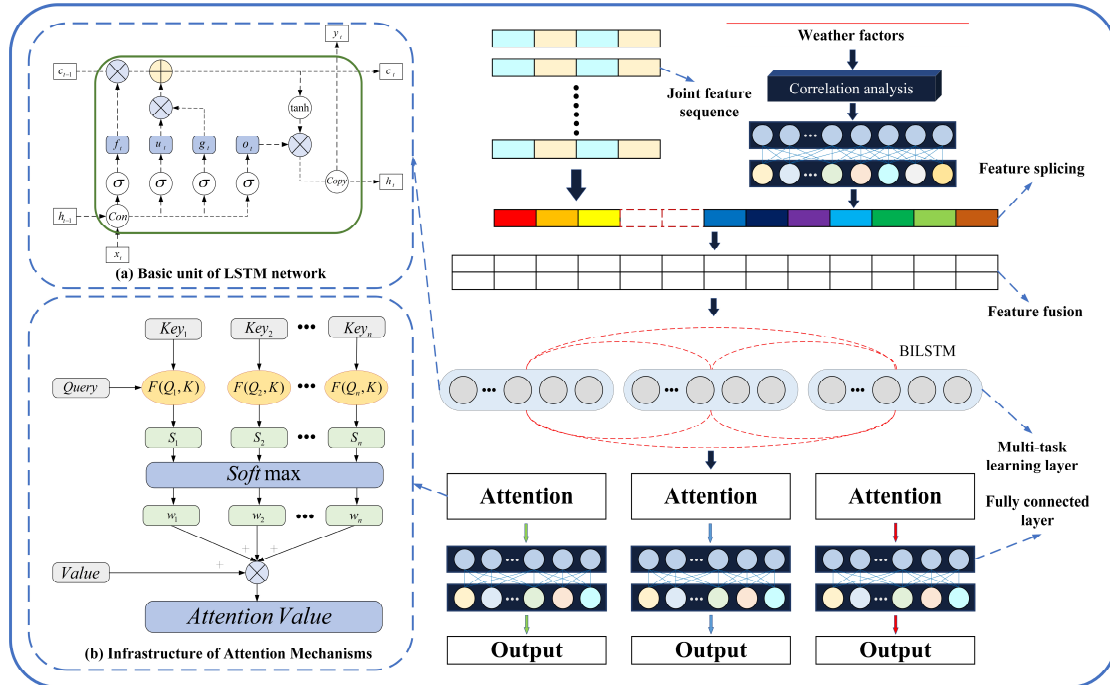 y_t
c_{t-1}
c_t
tanh
f_t
u_t
g_t
o_t
σ
σ
σ
σ
Copy
h_t
h_{t-1}
Con
x_t
(a) Basic unit of LSTM network
Key_1
Key_2
•••
Key_n
Query
F(Q_1,K)
F(Q_2,K)
•••
F(Q_n,K)
S_1
S_2
•••
S_n
Soft max
w_1
w_2
•••
w_n
+
+
+
Value
Attention Value
(b) Infrastructure of Attention Mechanisms
Weather factors
Joint feature
sequence
Correlation analysis
Feature splicing
Feature fusion
BILSTM
Multi-task
learning layer
Attention
Attention
Attention
Fully connected
layer
Output
Output
Output